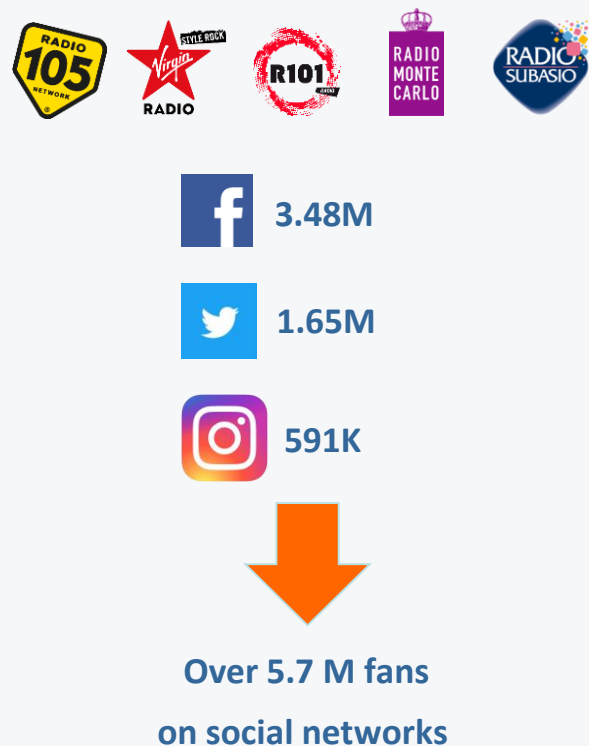 RADIO
105
NETWORK
®
STYLE ROCK
Virgin
RADIO
R101
RADIO
MONTE
CARLO
RADIO
SUBASIO
f
3.48M
1.65M
591K
Over 5.7 M fans
on social networks